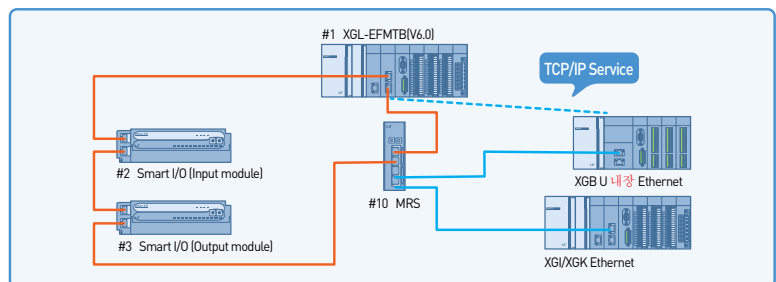 #1 XGL-EFMTB(V6.0)
TCP/IP Service
#2 Smart I/O (Input module)
#10 MRS
XGB U 내장 Ethernet
#3 Smart I/O (Output module)
XGI/XGK Ethernet